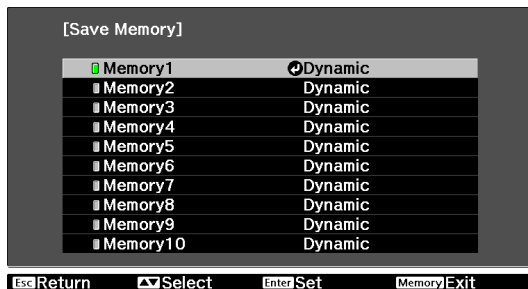 [Save Memory]
Memory1 Dynamic
Memory2 Dynamic
Memory3 Dynamic
Memory4 Dynamic
Memory5 Dynamic
Memory6 Dynamic
Memory7 Dynamic
Memory8 Dynamic
Memory9 Dynamic
Memory10 Dynamic
Esc Return Select Enter Set Memory Exit